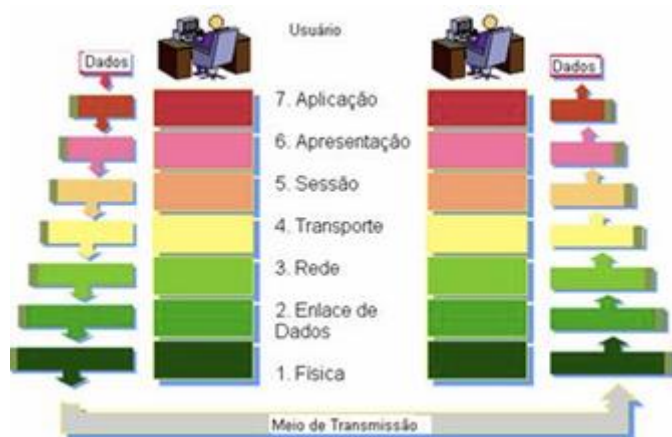 Usuário
Dados
Dados
7. Aplicação
6. Apresentação
5. Sessão
4. Transporte
3. Rede
2. Enlace de
Dados
1. Física
Meio de Transmissão